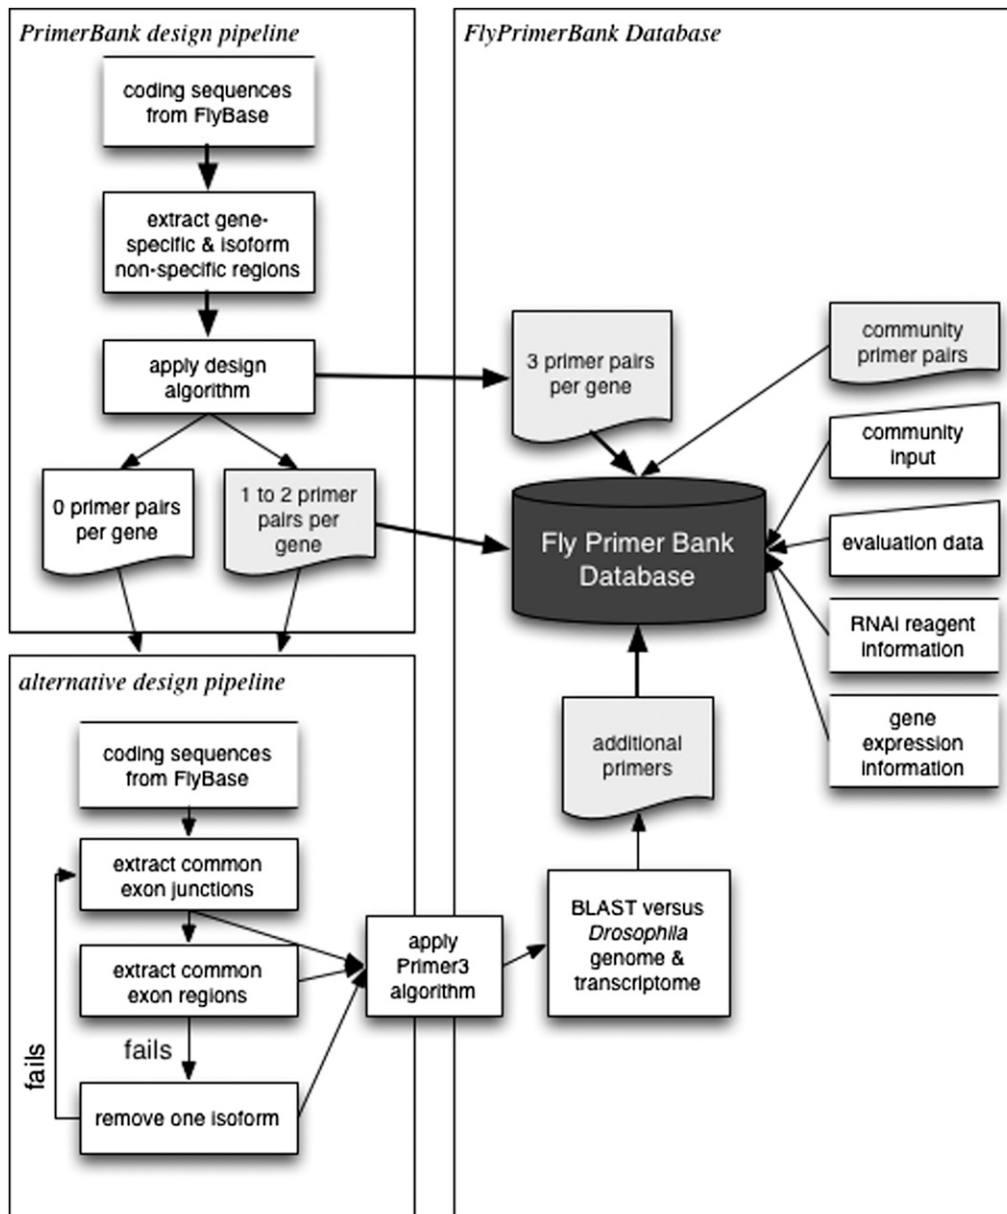 PrimerBank design pipeline
coding sequences
from FlyBase
extract gene-
specific & isoform
non-specific regions
apply design
algorithm
0 primer pairs
per gene
1 to 2 primer
pairs per
gene
alternative design pipeline
coding sequences
from FlyBase
extract common
exon junctions
extract common
exon regions
fails
fails
remove one isoform
apply
Primer3
algorithm
FlyPrimerBank Database
3 primer pairs
per gene
community
primer pairs
community
input
evaluation data
RNAi reagent
information
gene
expression
information
Fly Primer Bank
Database
additional
primers
BLAST versus
Drosophila
genome &
transcriptome